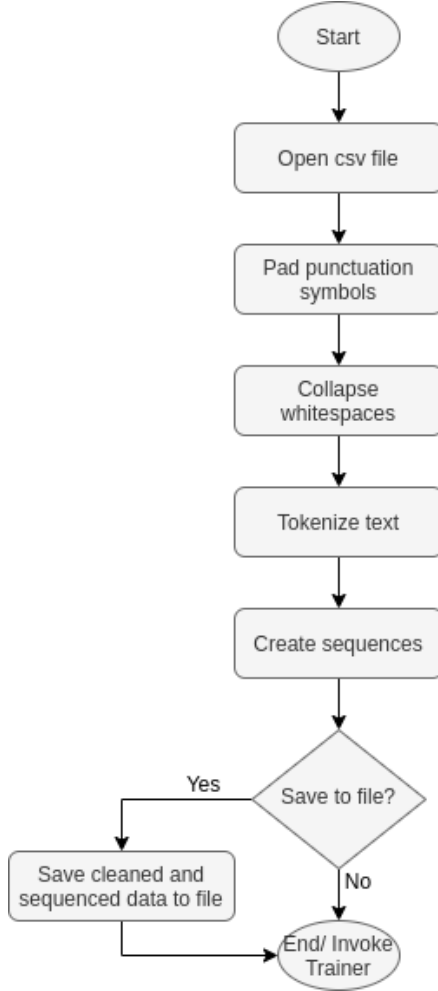 Start
Open csv file
Pad punctuation
symbols
Collapse
whitespaces
Tokenize text
Create sequences
Save to file?
Yes
No
Save cleaned and
sequenced data to file
End/ Invoke
Trainer